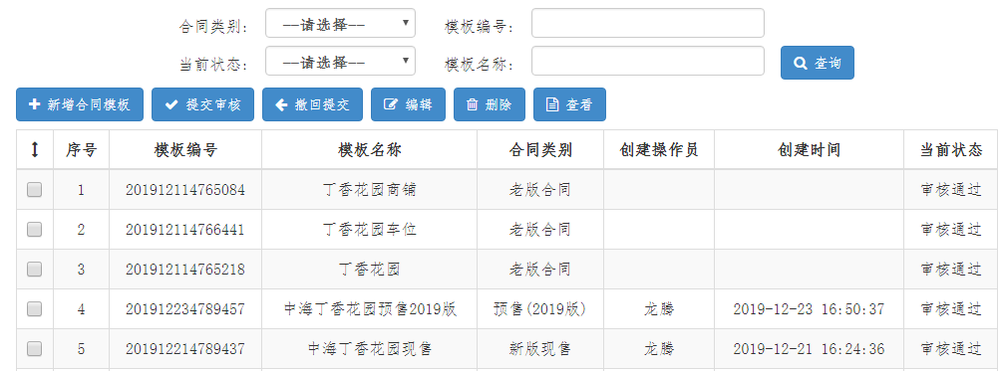 合同类别： --请选择-- 模板编号：
当前状态： --请选择-- 模板名称： 查询
新增合同模板 提交审核 撤回提交 编辑 删除 查看
序号 模板编号 模板名称 合同类别 创建操作员 创建时间 当前状态
1 201912114765084 丁香花园商铺 老版合同 审核通过
2 201912114766441 丁香花园车位 老版合同 审核通过
3 201912114765218 丁香花园 老版合同 审核通过
4 201912234789457 中海丁香花园预售2019版 预售(2019版) 龙腾 2019-12-23 16:50:37 审核通过
5 201912214789437 中海丁香花园现售 新版现售 龙腾 2019-12-21 16:24:36 审核通过